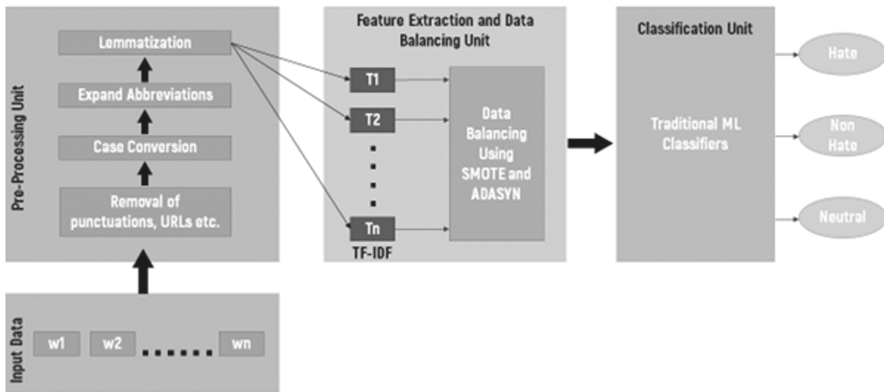 Pre-Processing Unit
Lemmatization
Expand Abbreviations
Case Conversion
Removal of
punctuations, URLs etc.
Input Data
w1
w2
wn
Feature Extraction and Data
Balancing Unit
T1
T2
Tn
TF-IDF
Data
Balancing
Using
SMOTE and
ADASYN
Classification Unit
Traditional ML
Classifiers
Hate
Non
Hate
Neutral